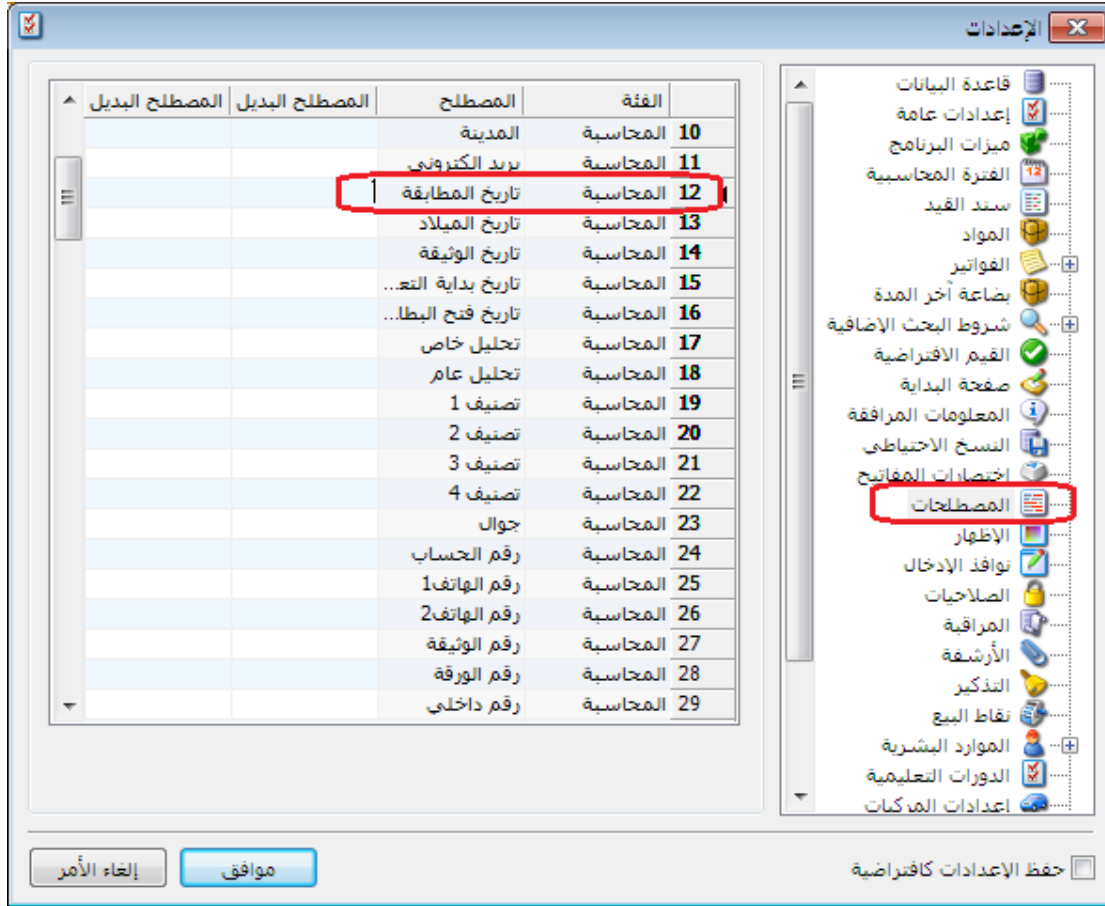 الإعدادات
قاعدة البيانات
إعدادات عامة
ميزات البرنامج
الفترة المحاسبية
سند القيد
المواد
الفواتير
بضاعة آخر المدة
شروط البحث الإضافية
القيم الافتراضية
صفحة البداية
المعلومات المرافقة
النسخ الاحتياطي
اختصارات المفاتيح
المصطلحات
الإظهار
نوافذ الإدخال
الصلاحيات
المراقبة
الأرشفة
التذكير
نقاط البيع
الموارد البشرية
الدورات التعليمية
إعدادات المركبات
الفئة المصطلح المصطلح البديل المصطلح البديل
10 المحاسبة المدينة
11 المحاسبة بريد الكتروني
12 المحاسبة تاريخ المطابقة
13 المحاسبة تاريخ الميلاد
14 المحاسبة تاريخ الوثيقة
15 المحاسبة تاريخ بداية التع...
16 المحاسبة تاريخ فتح البطا...
17 المحاسبة تحليل خاص
18 المحاسبة تحليل عام
19 المحاسبة تصنيف 1
20 المحاسبة تصنيف 2
21 المحاسبة تصنيف 3
22 المحاسبة تصنيف 4
23 المحاسبة جوال
24 المحاسبة رقم الحساب
25 المحاسبة رقم الهاتف1
26 المحاسبة رقم الهاتف2
27 المحاسبة رقم الوثيقة
28 المحاسبة رقم الورقة
29 المحاسبة رقم داخلي
حفظ الإعدادات كافتراضية
موافق
إلغاء الأمر